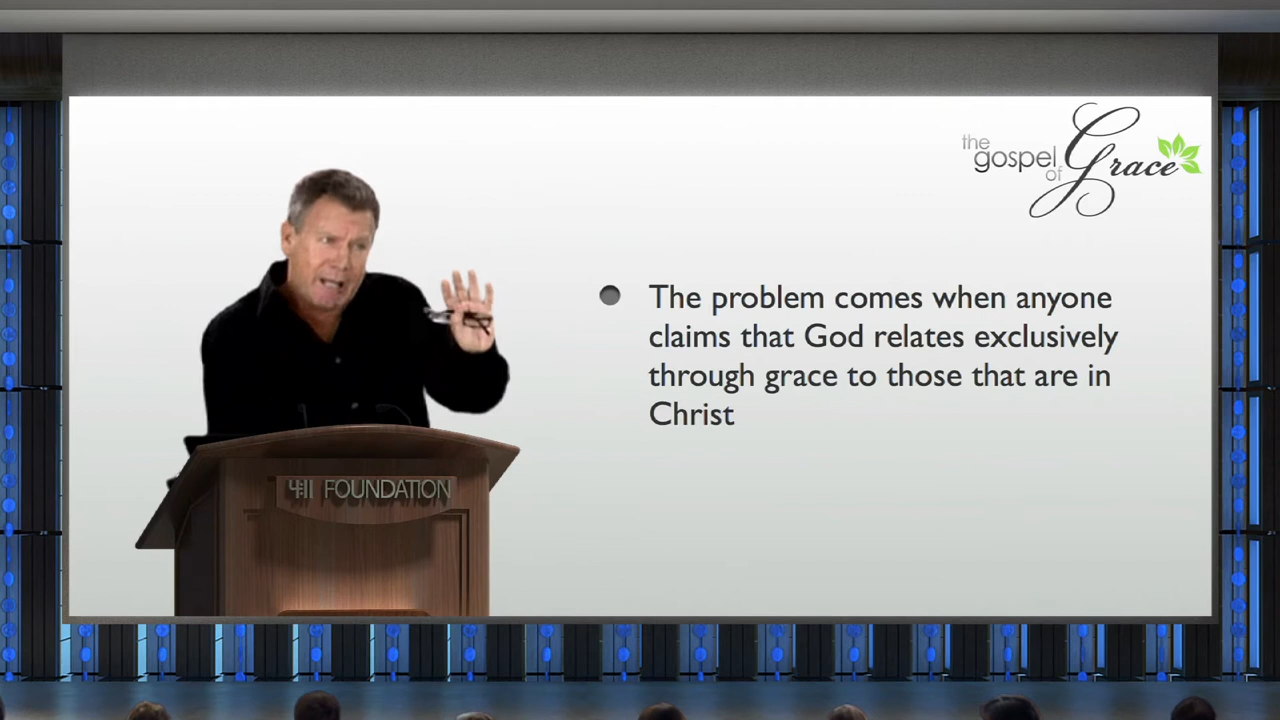 the
gospel
of
Grace
The problem comes when anyone
claims that God relates exclusively
through grace to those that are in
Christ
4:11 FOUNDATION